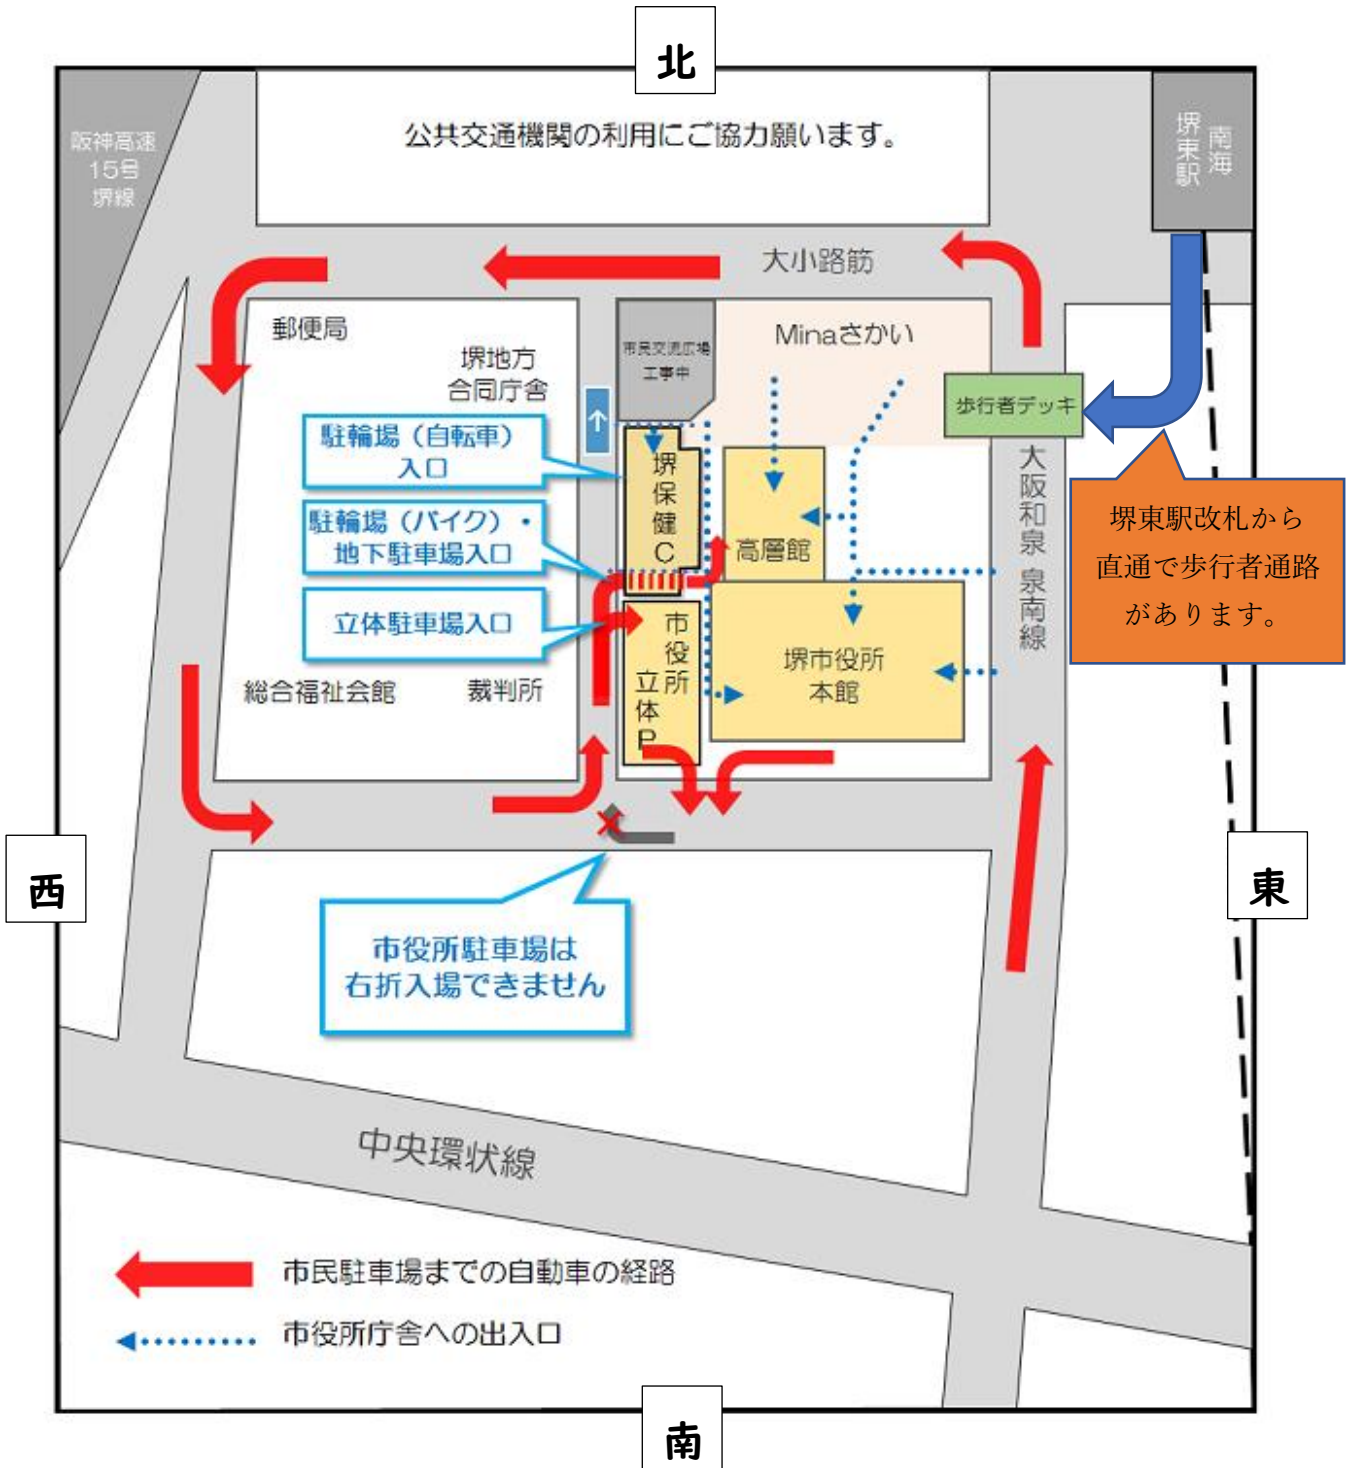 北
阪神高速
15号
堺線
公共交通機関の利用にご協力願います。
南海
堺東駅
大小路筋
郵便局
堺地方
合同庁舎
市民交流広場
工事中
Minaさかい
歩行者デッキ
駐輪場（自転車）
入口
堺保健C
駐輪場（バイク）・
地下駐車場入口
高層館
大阪和泉泉南線
堺東駅改札から
直通で歩行者通路
があります。
立体駐車場入口
市役所
立体P
堺市役所
本館
総合福祉会館
裁判所
西
東
市役所駐車場は
右折入場できません
中央環状線
市民駐車場までの自動車の経路
市役所庁舎への出入口
南